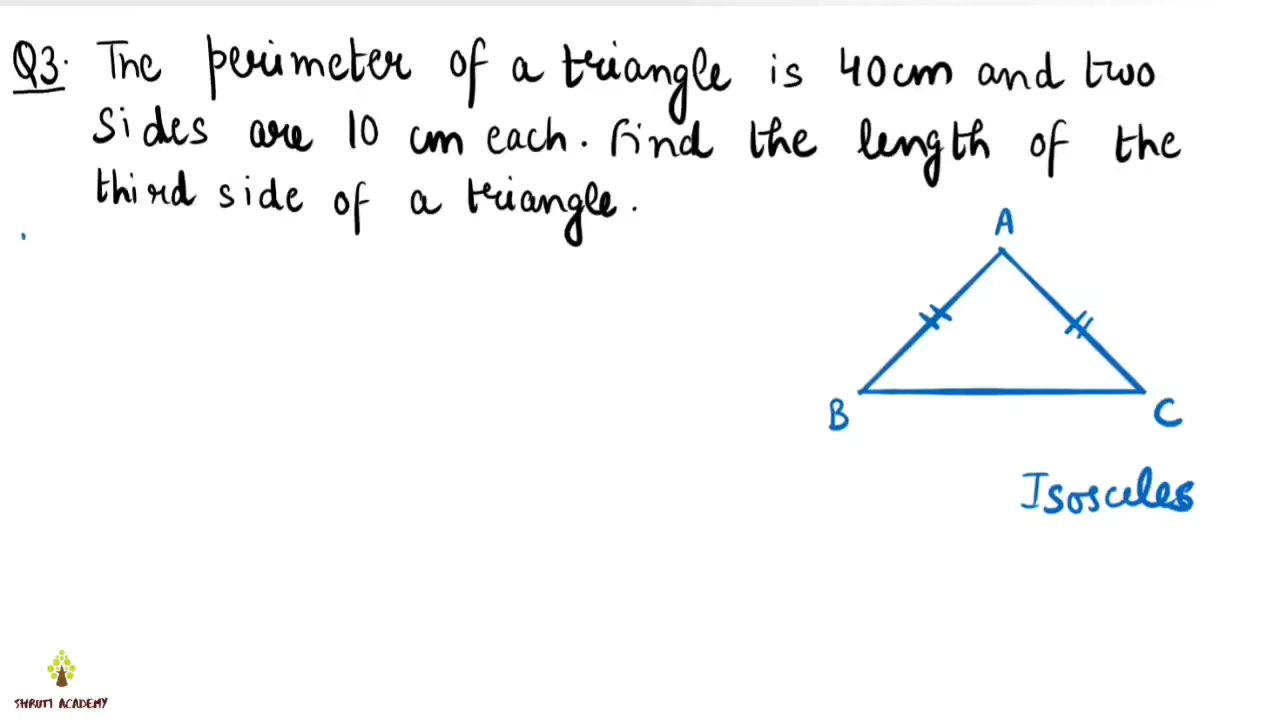 Q3. The perimeter of a triangle is 40cm and two
sides are 10 cm each. Find the length of the
third side of a triangle.
A
B
C
Isosceles
SHRUTI ACADEMY